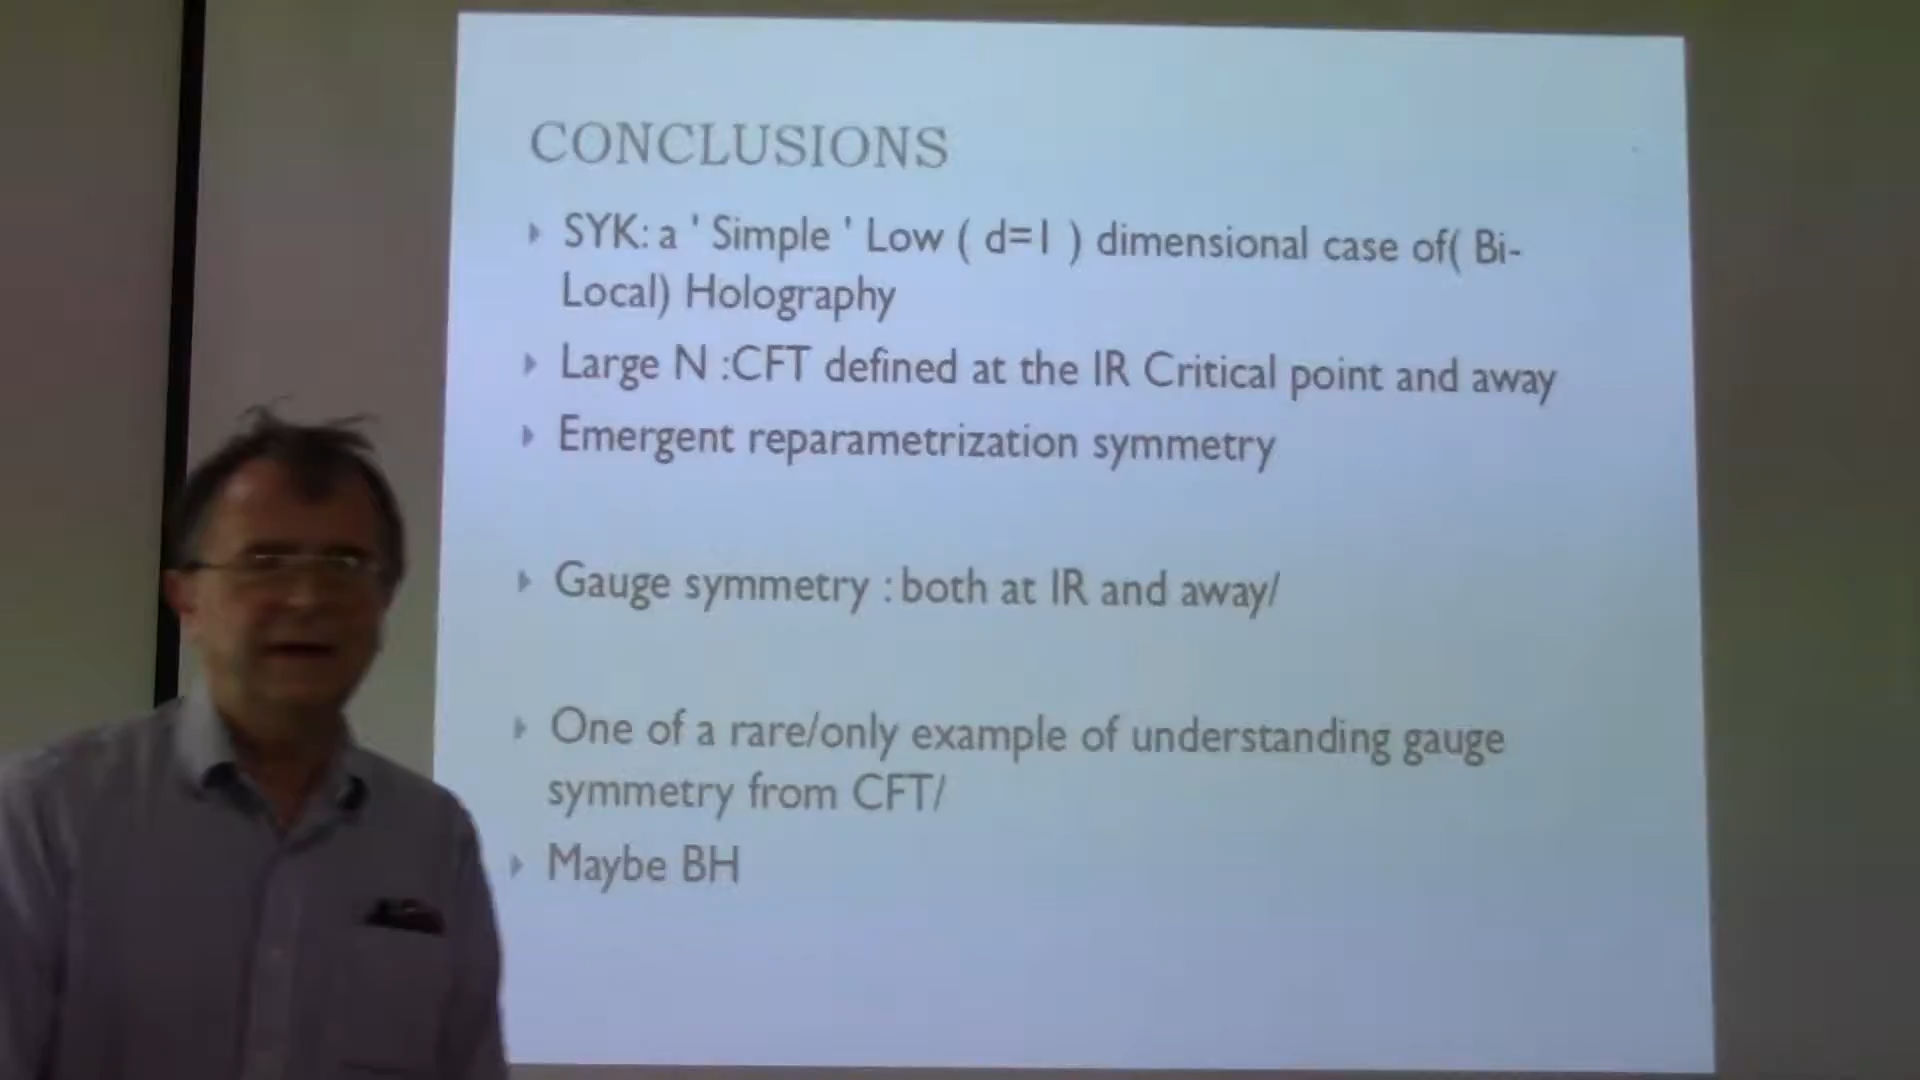 CONCLUSIONS
SYK: a ' Simple ' Low ( d=1 ) dimensional case of( Bi-
Local) Holography
Large N :CFT defined at the IR Critical point and away
Emergent reparametrization symmetry
Gauge symmetry : both at IR and away/
One of a rare/only example of understanding gauge
symmetry from CFT/
Maybe BH